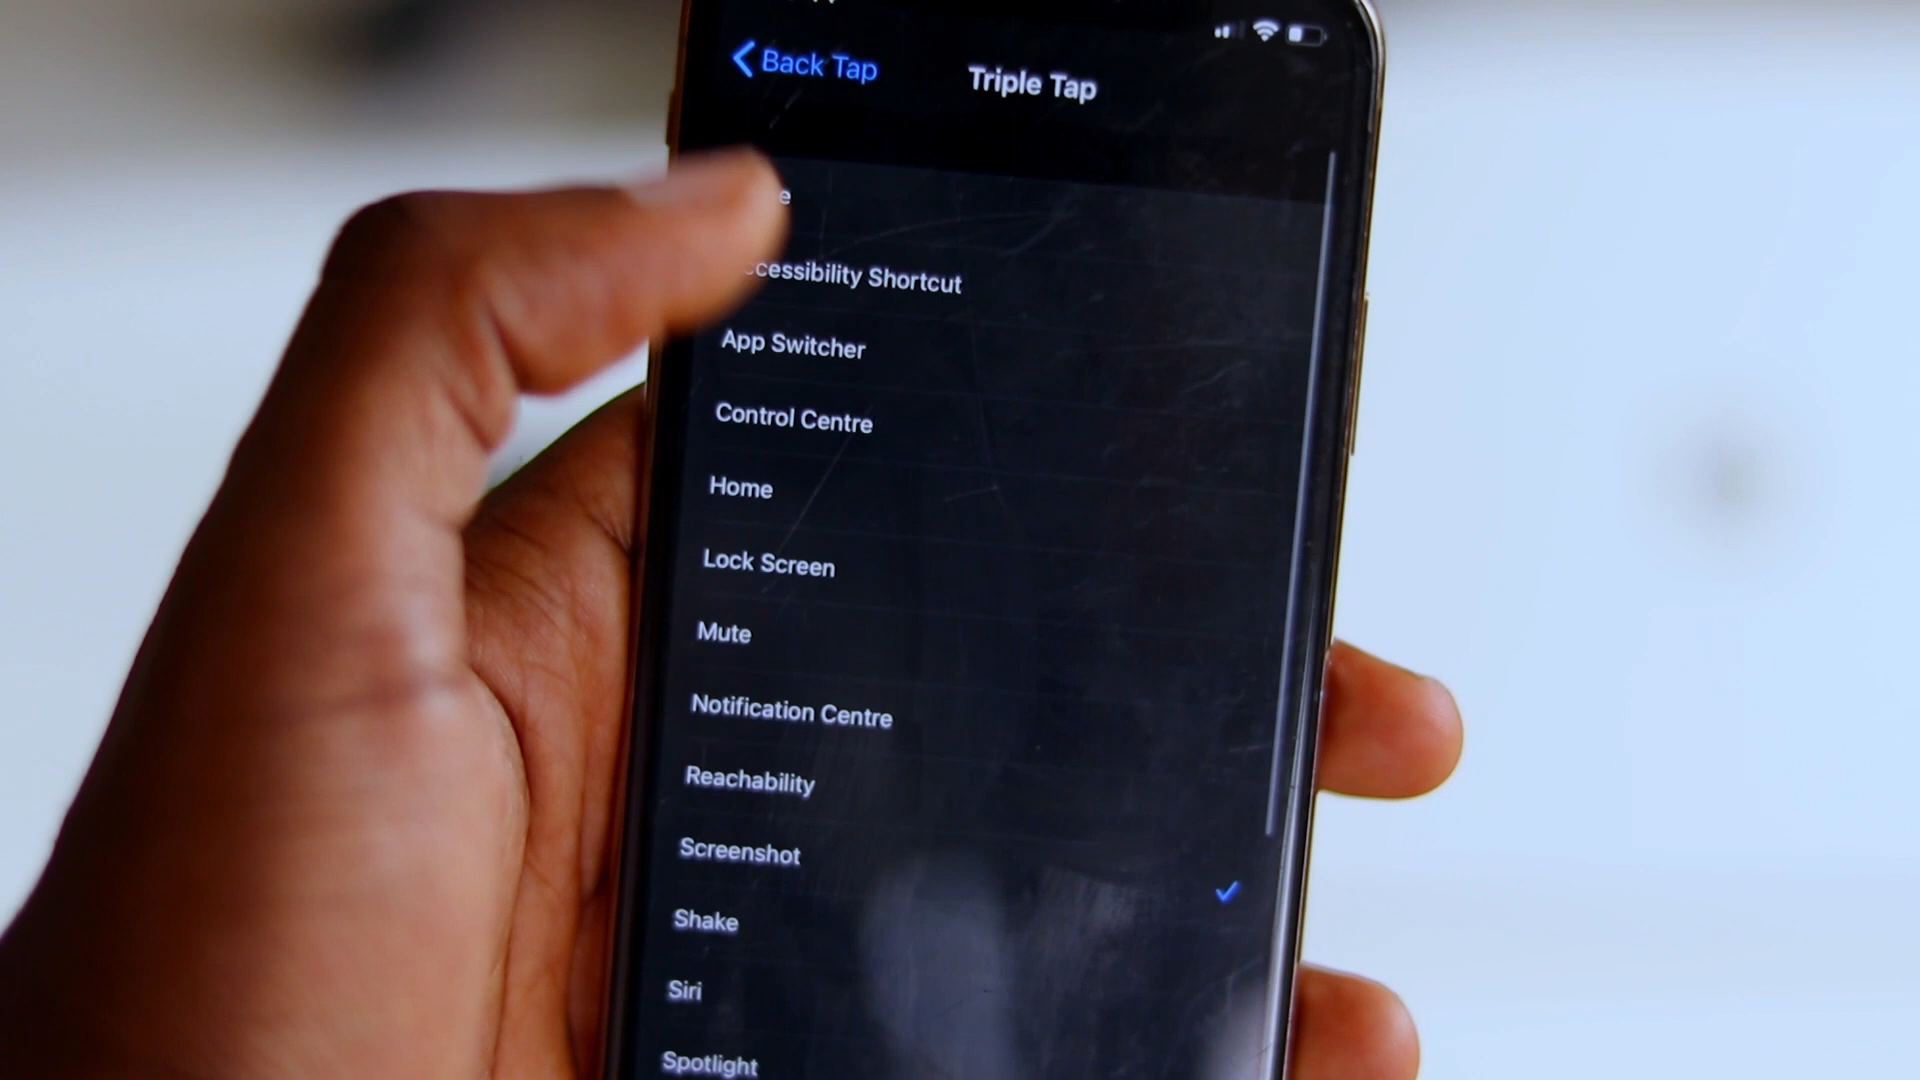 Back Tap
Triple Tap
Shortcut
App Switcher
Control Centre
Home
Lock Screen
Mute
Notification Centre
Reachability
Screenshot
Shake
Siri
Spotlight